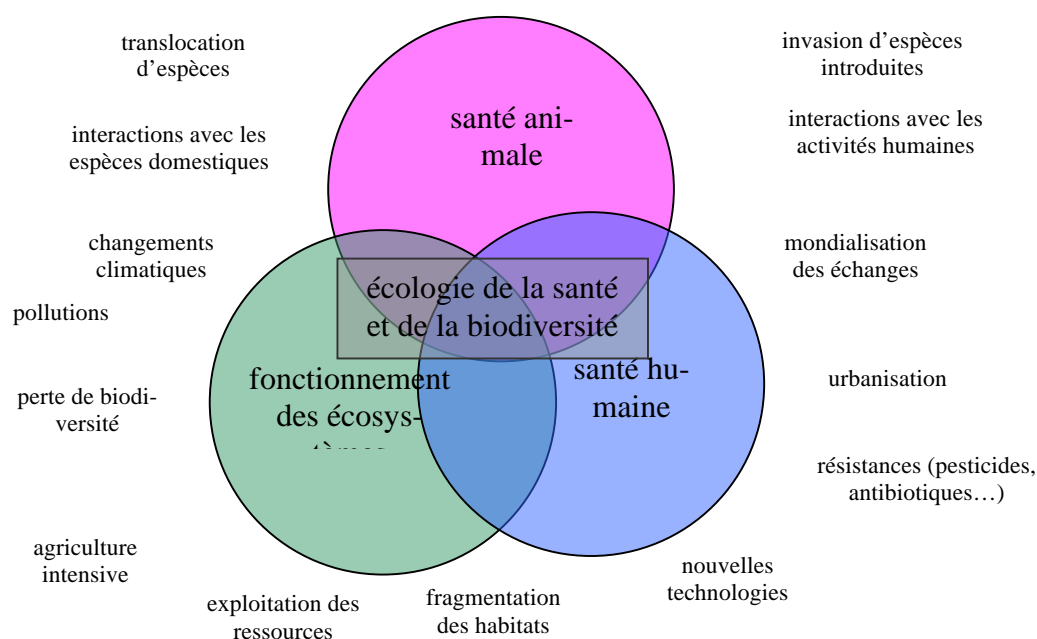 translocation
d’espèces
invasion d’espèces
introduites
santé ani-
male
interactions avec les
espèces domestiques
interactions avec les
activités humaines
changements
climatiques
mondialisation
des échanges
écologie de la santé
et de la biodiversité
pollutions
fonctionnement
des écosys-
santé hu-
maine
urbanisation
perte de biodi-
versité
résistances (pesticides,
antibiotiques…)
agriculture
intensive
exploitation des
ressources
fragmentation
des habitats
nouvelles
technologies